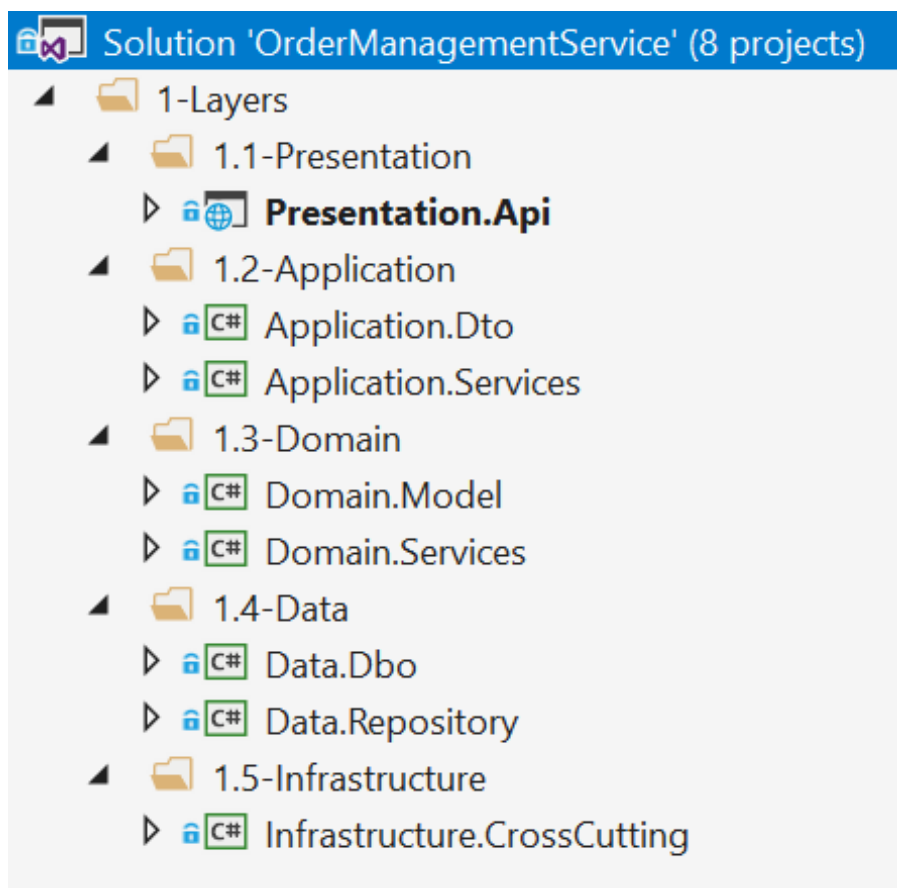 Solution 'OrderManagementService' (8 projects)
1-Layers
1.1-Presentation
Presentation.Api
1.2-Application
C# Application.Dto
C# Application.Services
1.3-Domain
C# Domain.Model
C# Domain.Services
1.4-Data
C# Data.Dbo
C# Data.Repository
1.5-Infrastructure
C# Infrastructure.CrossCutting